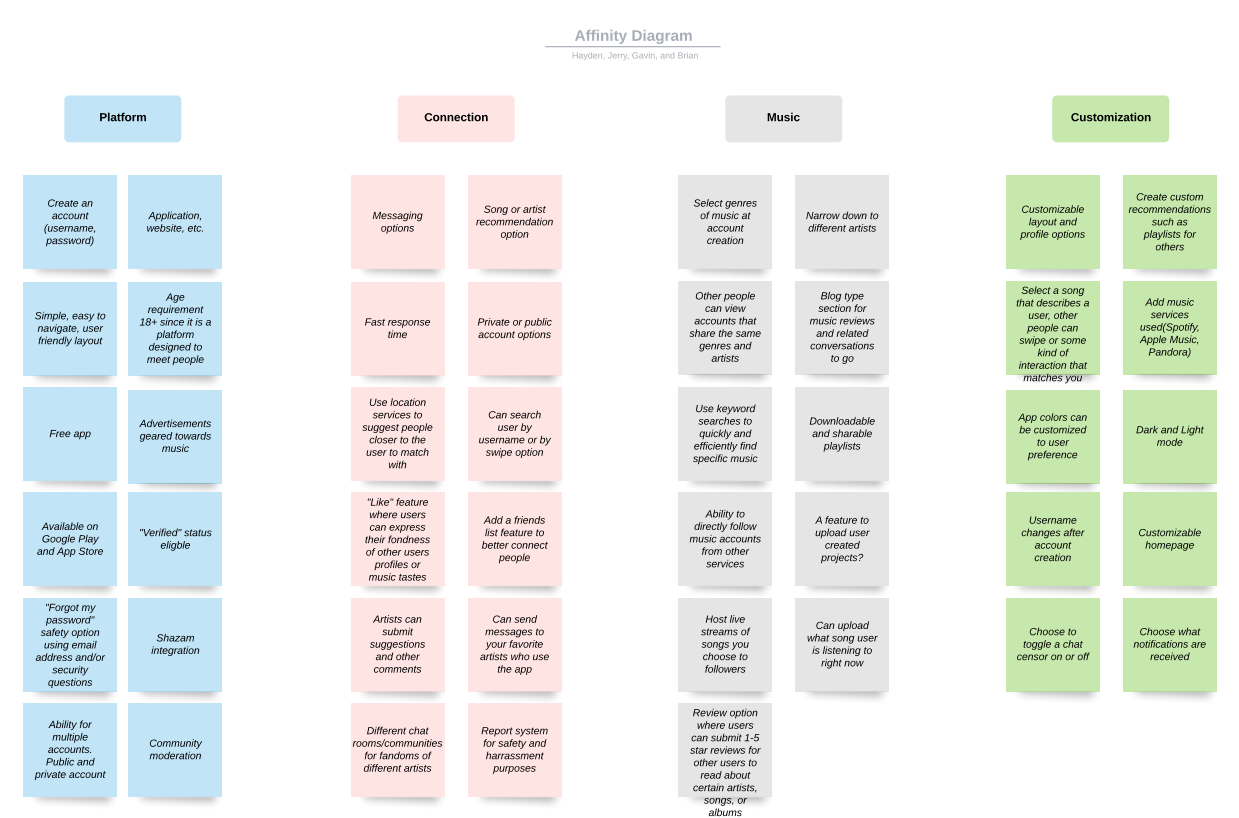 Affinity Diagram
Hayden, Jerry, Gavin, and Brian
Platform
Create an
account
(username,
password)
Application,
website, etc.
Simple, easy to
navigate, user
friendly layout
Age
requirement
18+ since it is a
platform
designed to
meet people
Free app
Advertisements
geared towards
music
Available on
Google Play
and App Store
"Verified" status
eligble
"Forgot my
password"
safety option
using email
address and/or
security
questions
Shazam
integration
Ability for
multiple
accounts.
Public and
private account
Community
moderation
Connection
Messaging
options
Song or artist
recommendation
option
Fast response
time
Private or public
account options
Use location
services to
suggest people
closer to the
user to match
with
Can search
user by
username or by
swipe option
"Like" feature
where users
can express
their fondness
of other users
profiles or
music tastes
Add a friends
list feature to
better connect
people
Artists can
submit
suggestions
and other
comments
Can send
messages to
your favorite
artists who use
the app
Different chat
rooms/communities
for fandoms of
different artists
Report system
for safety and
harrassment
purposes
Music
Select genres
of music at
account
creation
Narrow down to
different artists
Other people
can view
accounts that
share the same
genres and
artists
Blog type
section for
music reviews
and related
conversations
to go
Use keyword
searches to
quickly and
efficiently find
specific music
Downloadable
and sharable
playlists
Ability to
directly follow
music accounts
from other
services
A feature to
upload user
created
projects?
Host live
streams of
songs you
choose to
followers
Can upload
what song user
is listening to
right now
Review option
where users
can submit 1-5
star reviews for
other users to
read about
certain artists,
songs, or
albums
Customization
Customizable
layout and
profile options
Create custom
recommendations
such as
playlists for
others
Select a song
that describes a
user, other
people can
swipe or some
kind of
interaction that
matches you
Add music
services
used(Spotify,
Apple Music,
Pandora)
App colors can
be customized
to user
preference
Dark and Light
mode
Username
changes after
account
creation
Customizable
homepage
Choose to
toggle a chat
censor on or off
Choose what
notifications are
received